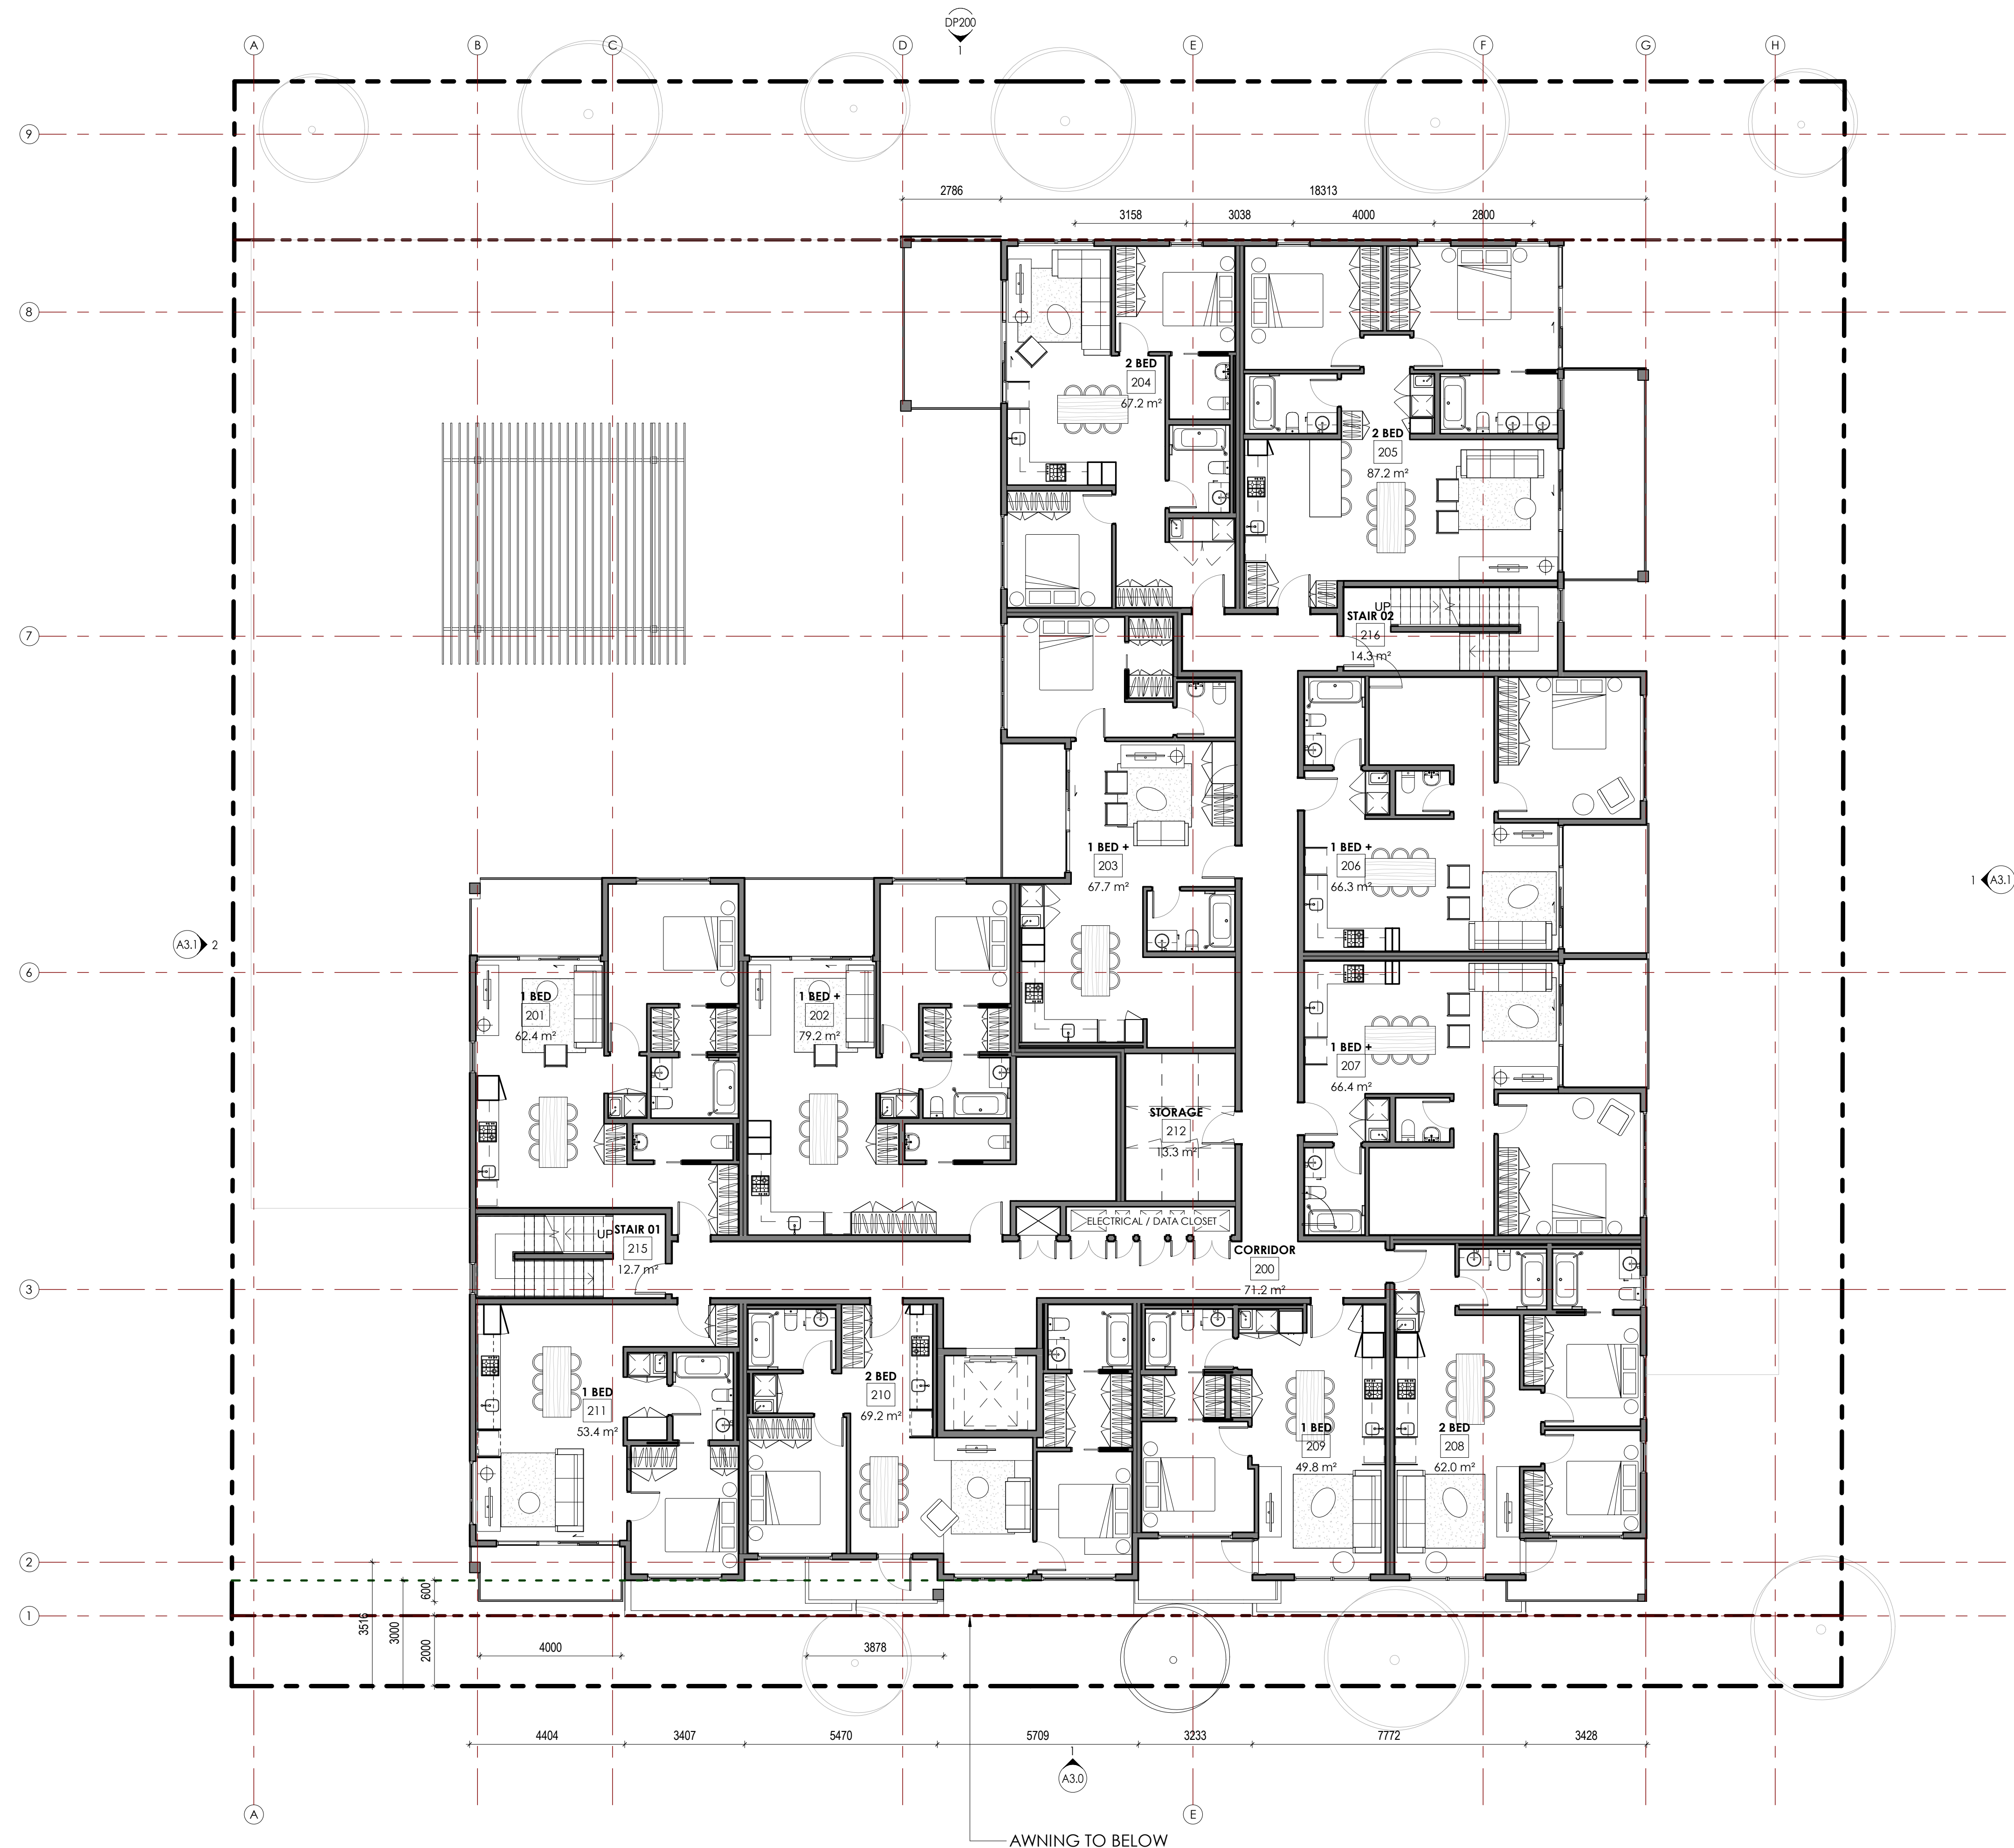 DP200
1
A B C D E F G H
9
2786 18313
3158 3038 4000 2800
8
2 BED
204
67.2 m²
2 BED
205
87.2 m²
UP
STAIR 02
216
14.3 m²
7
1 BED +
203
67.7 m²
1 BED +
206
66.3 m²
1 A3.1
A3.1 2
6
1 BED
201
62.4 m²
1 BED +
202
79.2 m²
1 BED +
207
66.4 m²
STORAGE
212
13.3 m²
UP
STAIR 01
215
12.7 m²
ELECTRICAL / DATA CLOSET
CORRIDOR
200
71.2 m²
3
1 BED
211
53.4 m²
2 BED
210
69.2 m²
1 BED
209
49.8 m²
2 BED
208
62.0 m²
2
1
3516
3000
600
2000
4000 3878
4404 3407 5470 5709 3233 7772 3428
1
A3.0
A E
AWNING TO BELOW